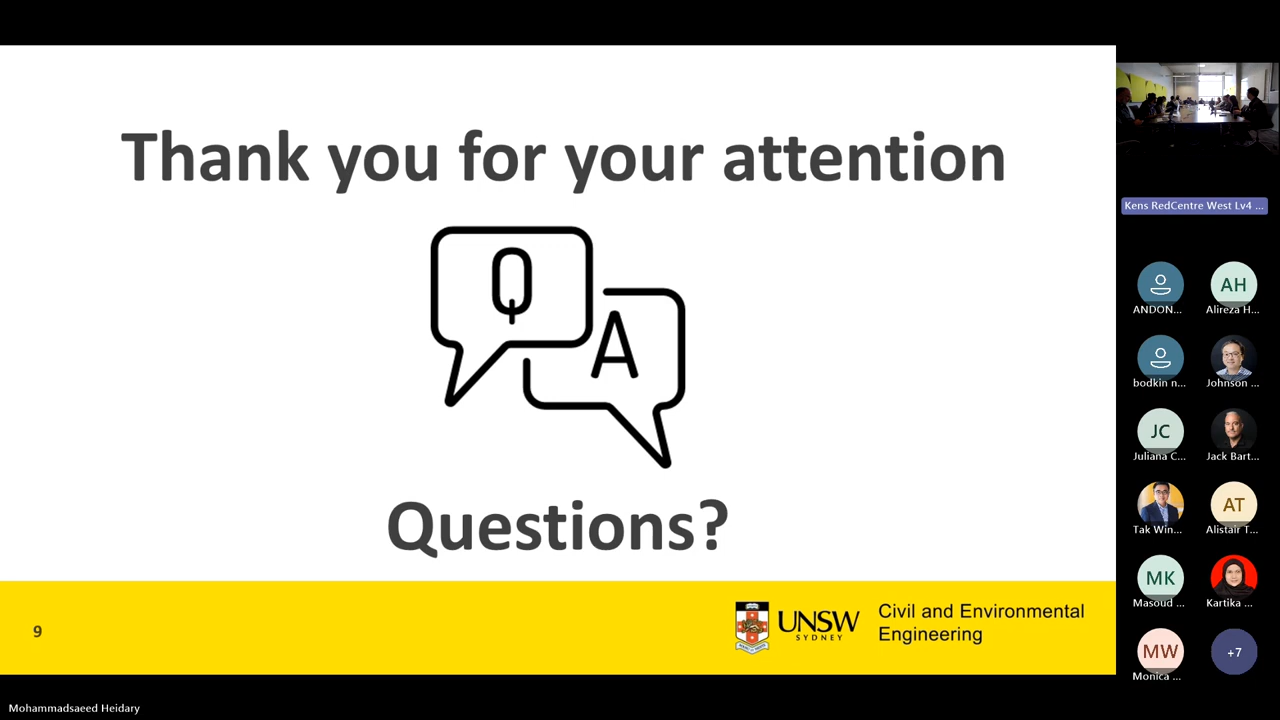 Thank you for your attention
Q
A
Questions?
9
UNSW
SYDNEY
Civil and Environmental
Engineering
Kens RedCentre West Lv4 ...
ANDON...
AH
Alireza H...
bodkin n...
Johnson ...
JC
Juliana C...
Jack Bart...
Tak Win...
AT
Alistair T...
MK
Masoud ...
Kartika ...
MW
Monica ...
+7
Mohammadsaeed Heidary